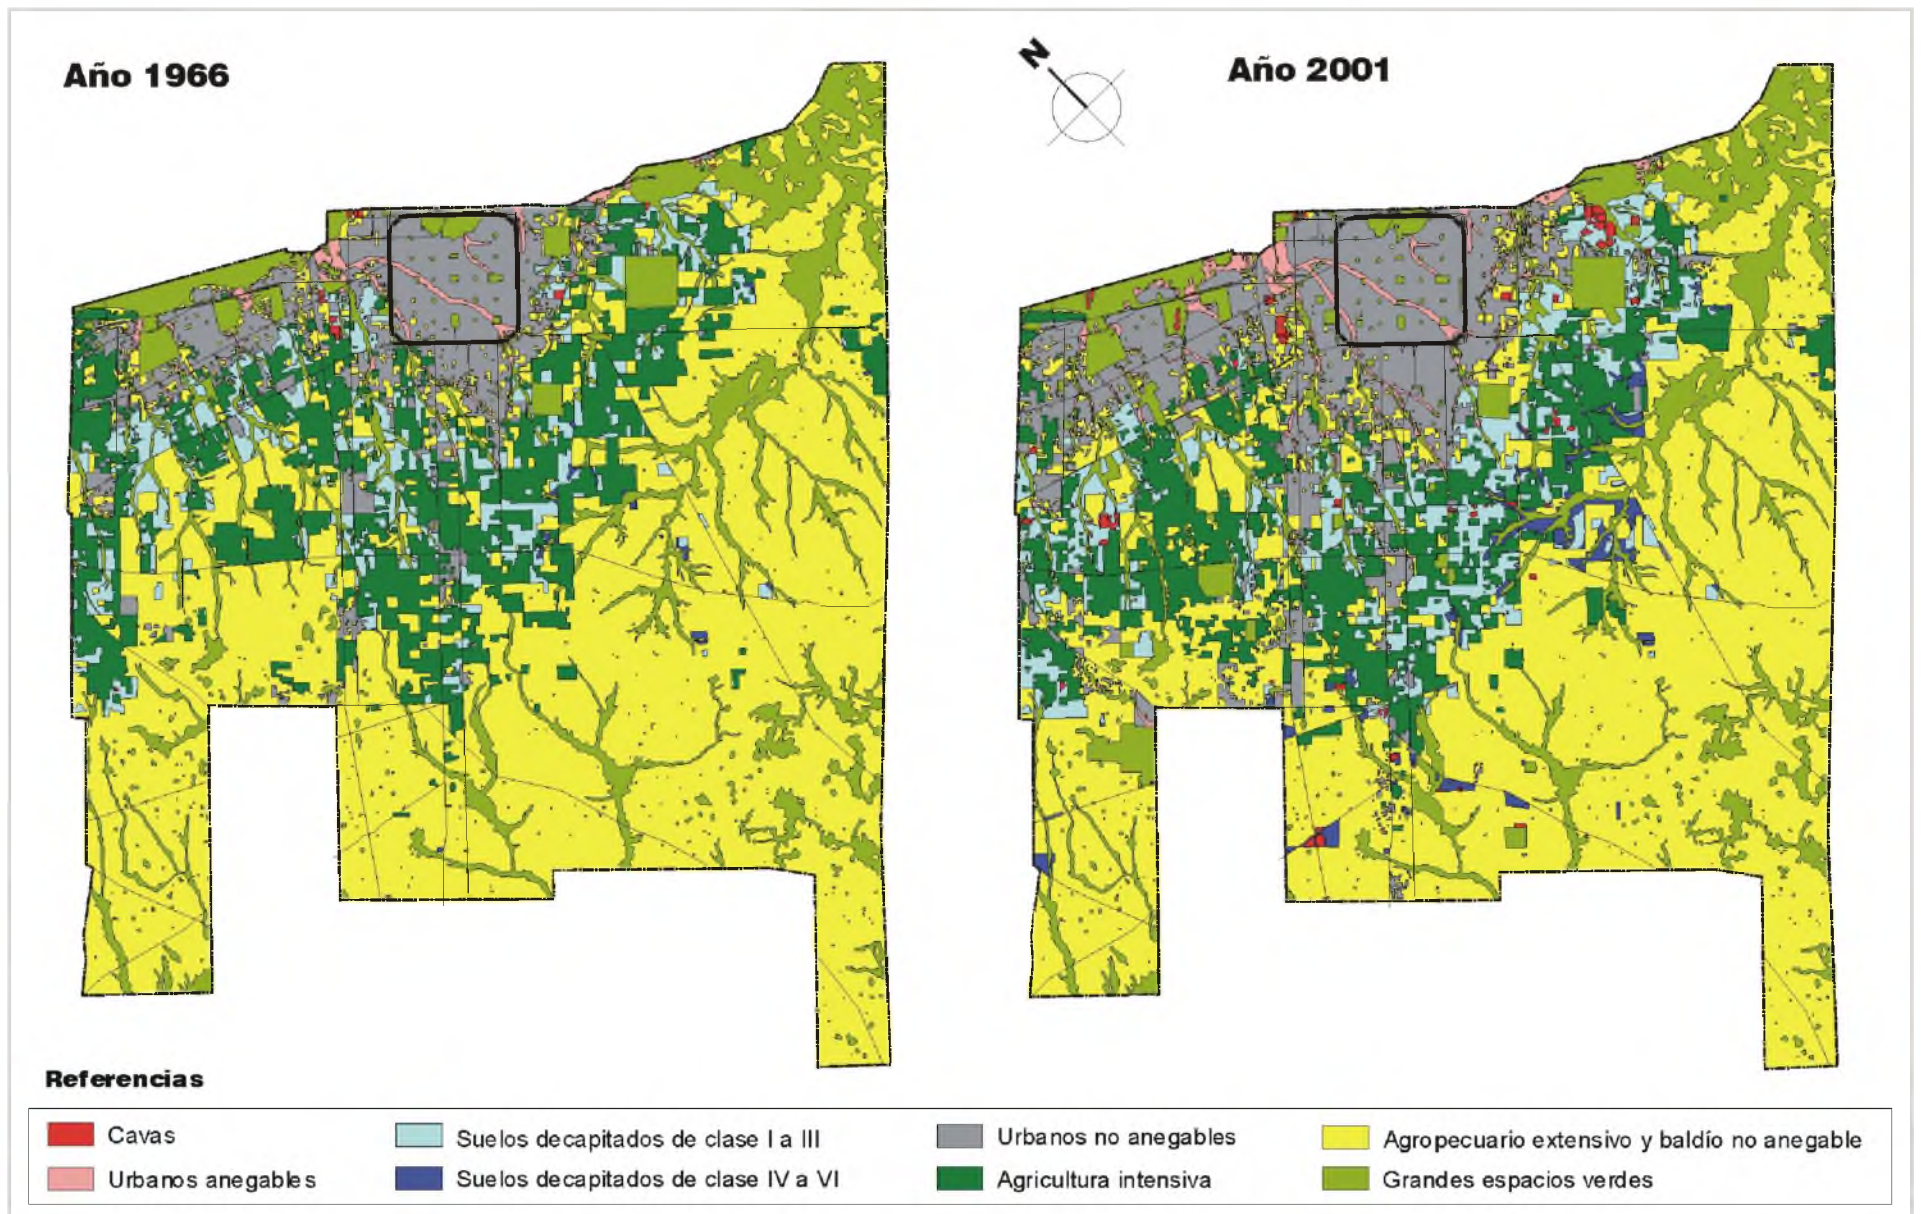 Año 1966
N
Año 2001
Referencias
Cavas
Suelos decapitados de clase I a III
Urbanos no anegables
Agropecuario extensivo y baldío no anegable
Urbanos anegables
Suelos decapitados de clase IV a VI
Agricultura intensiva
Grandes espacios verdes